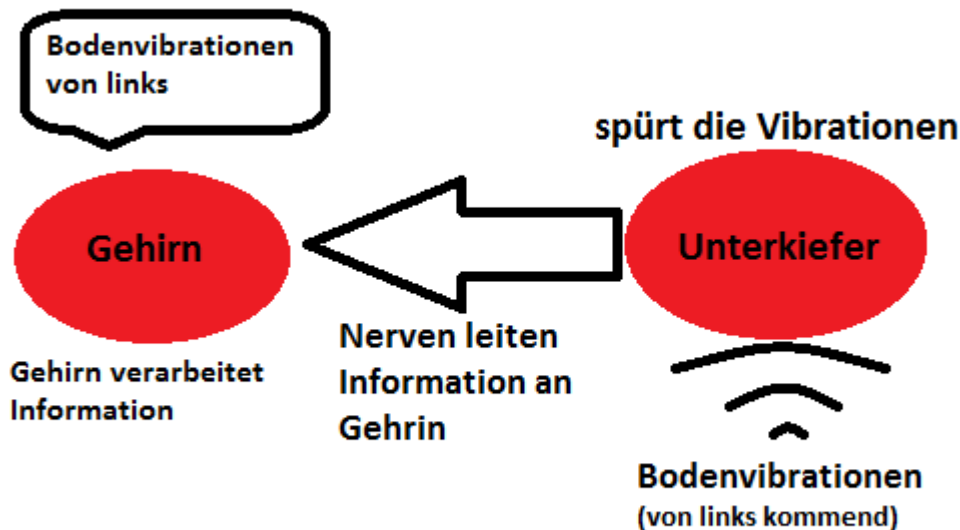 Bodenvibrationen
von links
spürt die Vibrationen
Gehirn
Unterkiefer
Nerven leiten
Information an
Gehrin
Gehirn verarbeitet
Information
Bodenvibrationen
(von links kommend)